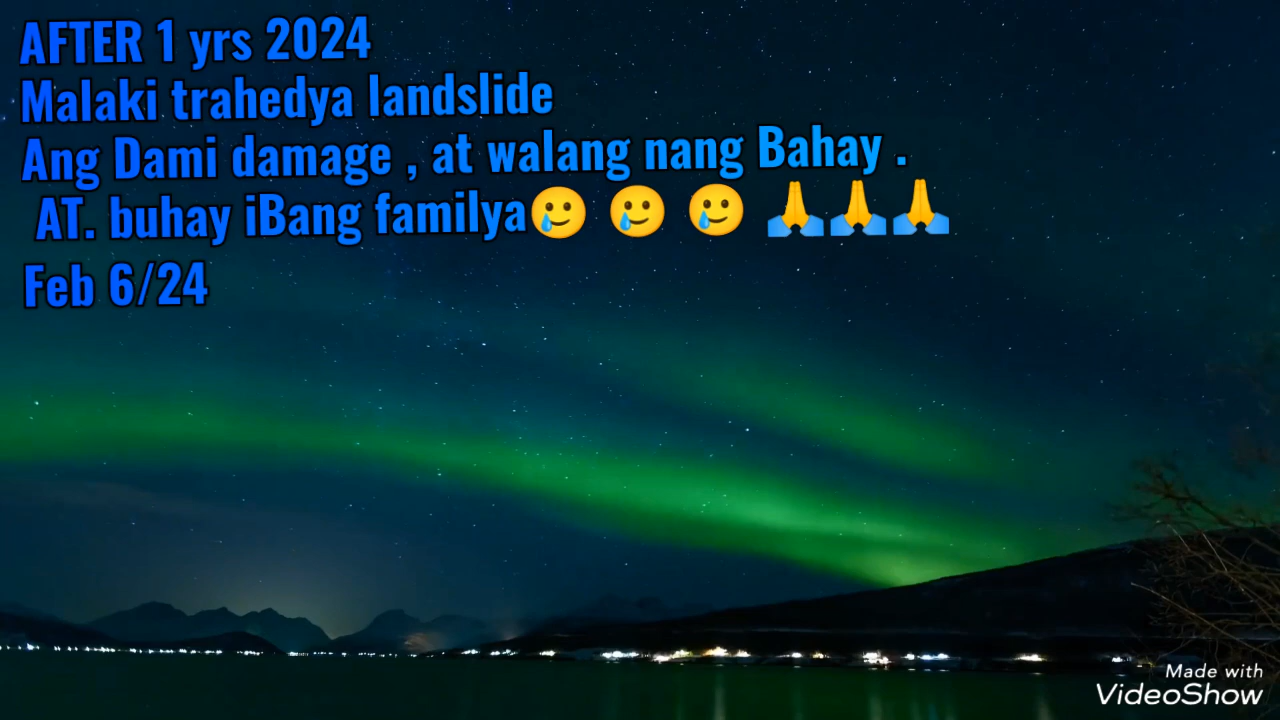 AFTER 1 yrs 2024
Malaki trahedya landslide
Ang Dami damage , at walang nang Bahay .
AT. buhay iBang familya🥲 🥲 🥲 🙏🙏🙏
Feb 6/24
Made with
VideoShow